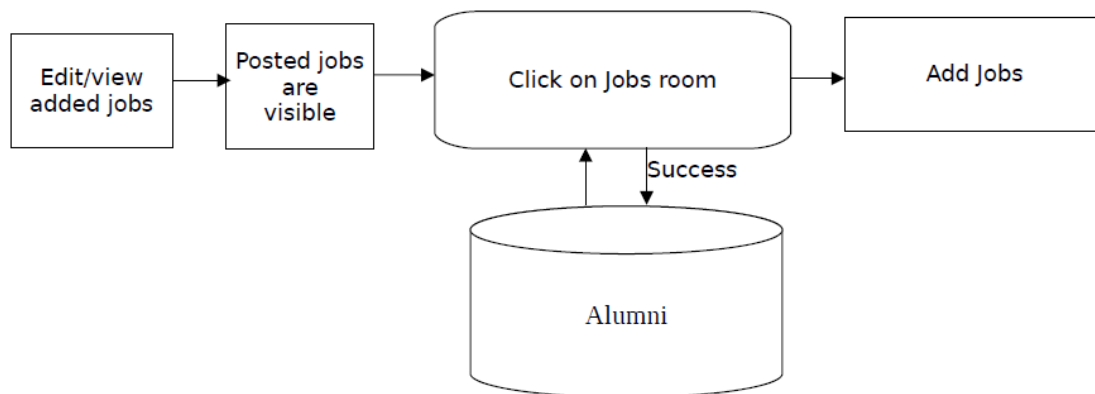 Edit/view
added jobs
Posted jobs
are
visible
Click on Jobs room
Add Jobs
Success
Alumni